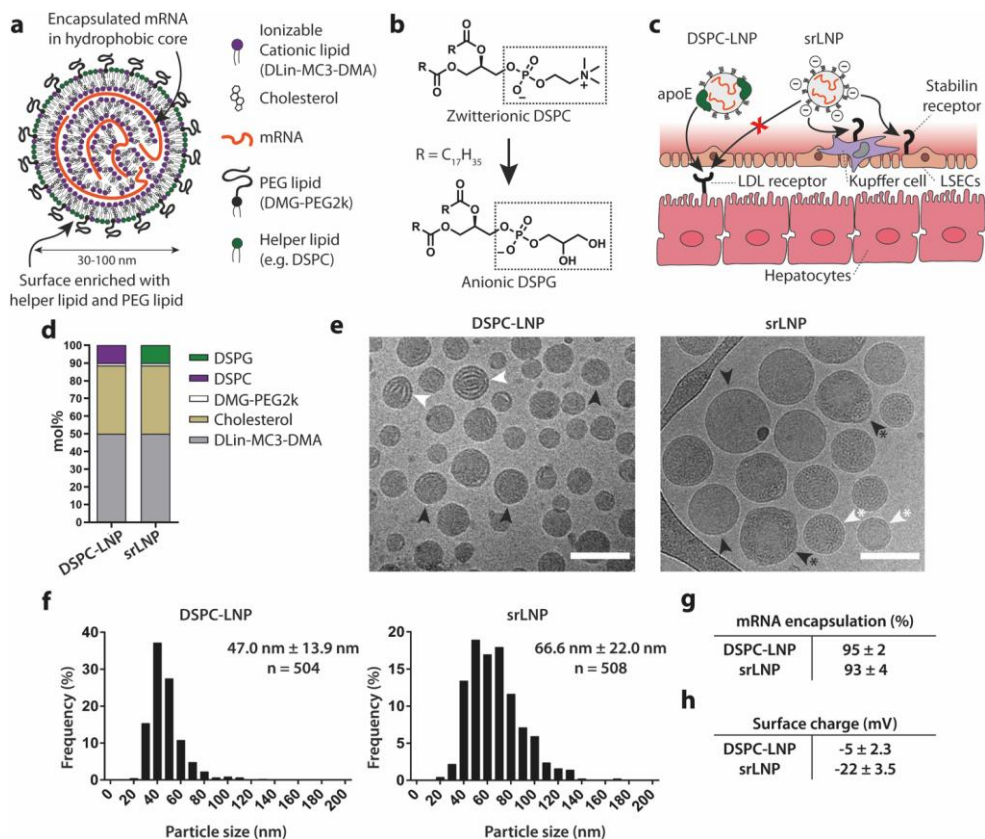 a
Encapsulated mRNA
in hydrophobic core
Ionizable
Cationic lipid
(DLin-MC3-DMA)
Cholesterol
mRNA
PEG lipid
(DMG-PEG2k)
Helper lipid
(e.g. DSPC)
30-100 nm
Surface enriched with
helper lipid and PEG lipid
b
R
O
O
R
O
O
O
P
O
O
−
N
+
Zwitterionic DSPC
R = C17H35
R
O
O
R
O
O
O
P
O
O
−
OH
OH
Anionic DSPG
c
DSPC-LNP
srLNP
apoE
Stabilin
receptor
LDL receptor
Kupffer cell
LSECs
Hepatocytes
d
mol%
100
90
80
70
60
50
40
30
20
10
0
DSPC-LNP
srLNP
DSPG
DSPC
DMG-PEG2k
Cholesterol
DLin-MC3-DMA
e
DSPC-LNP
srLNP
*
*
*
*
f
DSPC-LNP
47.0 nm ± 13.9 nm
n = 504
Frequency (%)
40
30
20
10
0
0 20 40 60 80 100 120 140 160 180 200
Particle size (nm)
srLNP
66.6 nm ± 22.0 nm
n = 508
Frequency (%)
20
15
10
5
0
0 20 40 60 80 100 120 140 160 180 200
Particle size (nm)
g
mRNA encapsulation (%)
DSPC-LNP 95 ± 2
srLNP 93 ± 4
h
Surface charge (mV)
DSPC-LNP -5 ± 2.3
srLNP -22 ± 3.5